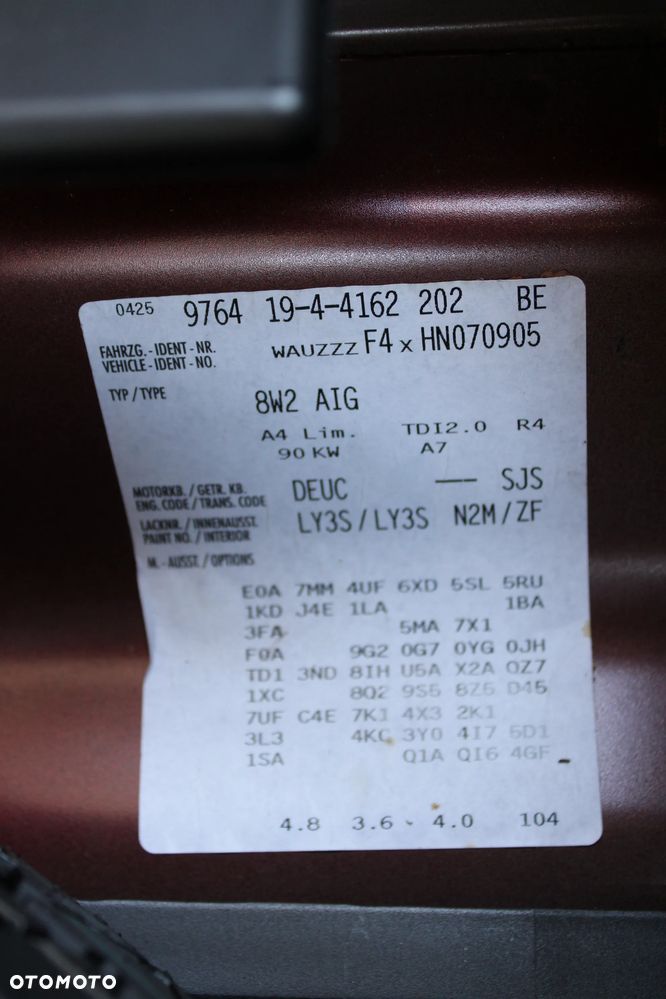 0425 9764 19-4-4162 202 BE
FAHRZG.-IDENT-NR. WAUZZZ F4 x HN070905
VEHICLE-IDENT-NO.
TYP/TYPE 8W2 AIG
A4 Lim. TDI2.0 R4
90 KW A7
MOTORKB./GETR. KB. DEUC --- SJS
ENG. CODE/TRANS. CODE
LACKNR./INNENAUSST. LY3S/LY3S N2M/ZF
PAINT NO./INTERIOR
M.-AUSST./OPTIONS
E0A 7MM 4UF 6XD 5SL 5RU
1KD J4E 1LA 1BA
3FA 5MA 7X1
F0A 9G2 0G7 0YG 0JH
TD1 3ND 8IH U5A X2A QZ7
1XC 8Q2 9S5 8Z5 D45
7UF C4E 7K1 4X3 2K1
3L3 4KC 3Y0 4I7 5D1
1SA Q1A QI6 4GF
4.8 3.6 - 4.0 104
OTOMOTO